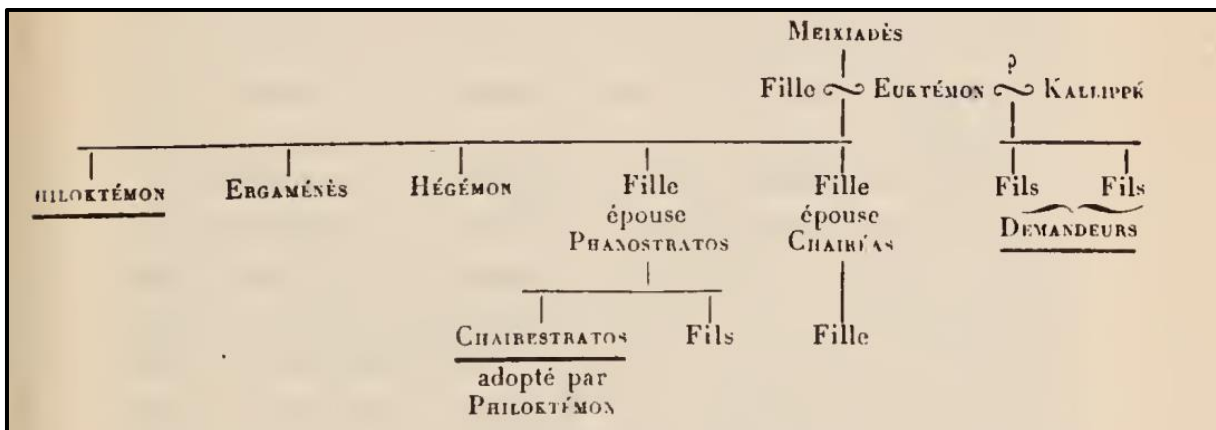 MEIXIADÈS
?
Fille ~ EUKTÉMON ~ KALLIPPÉ
HILOKTÉMON ERGAMÉNÈS HÉGÉMON Fille Fille Fils Fils
épouse épouse DEMANDEURS
PHANOSTRATOS CHAIRÉAS
CHAIRESTRATOS Fils Fille
adopté par
PHILOKTÉMON